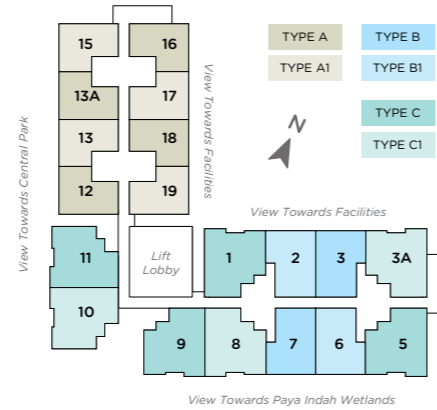 15
16
13A
17
13
18
12
19
View Towards Central Park
View Towards Facilities
TYPE A
TYPE B
TYPE A1
TYPE B1
TYPE C
TYPE C1
N
View Towards Facilities
11
Lift
Lobby
1
2
3
3A
10
9
8
7
6
5
View Towards Paya Indah Wetlands